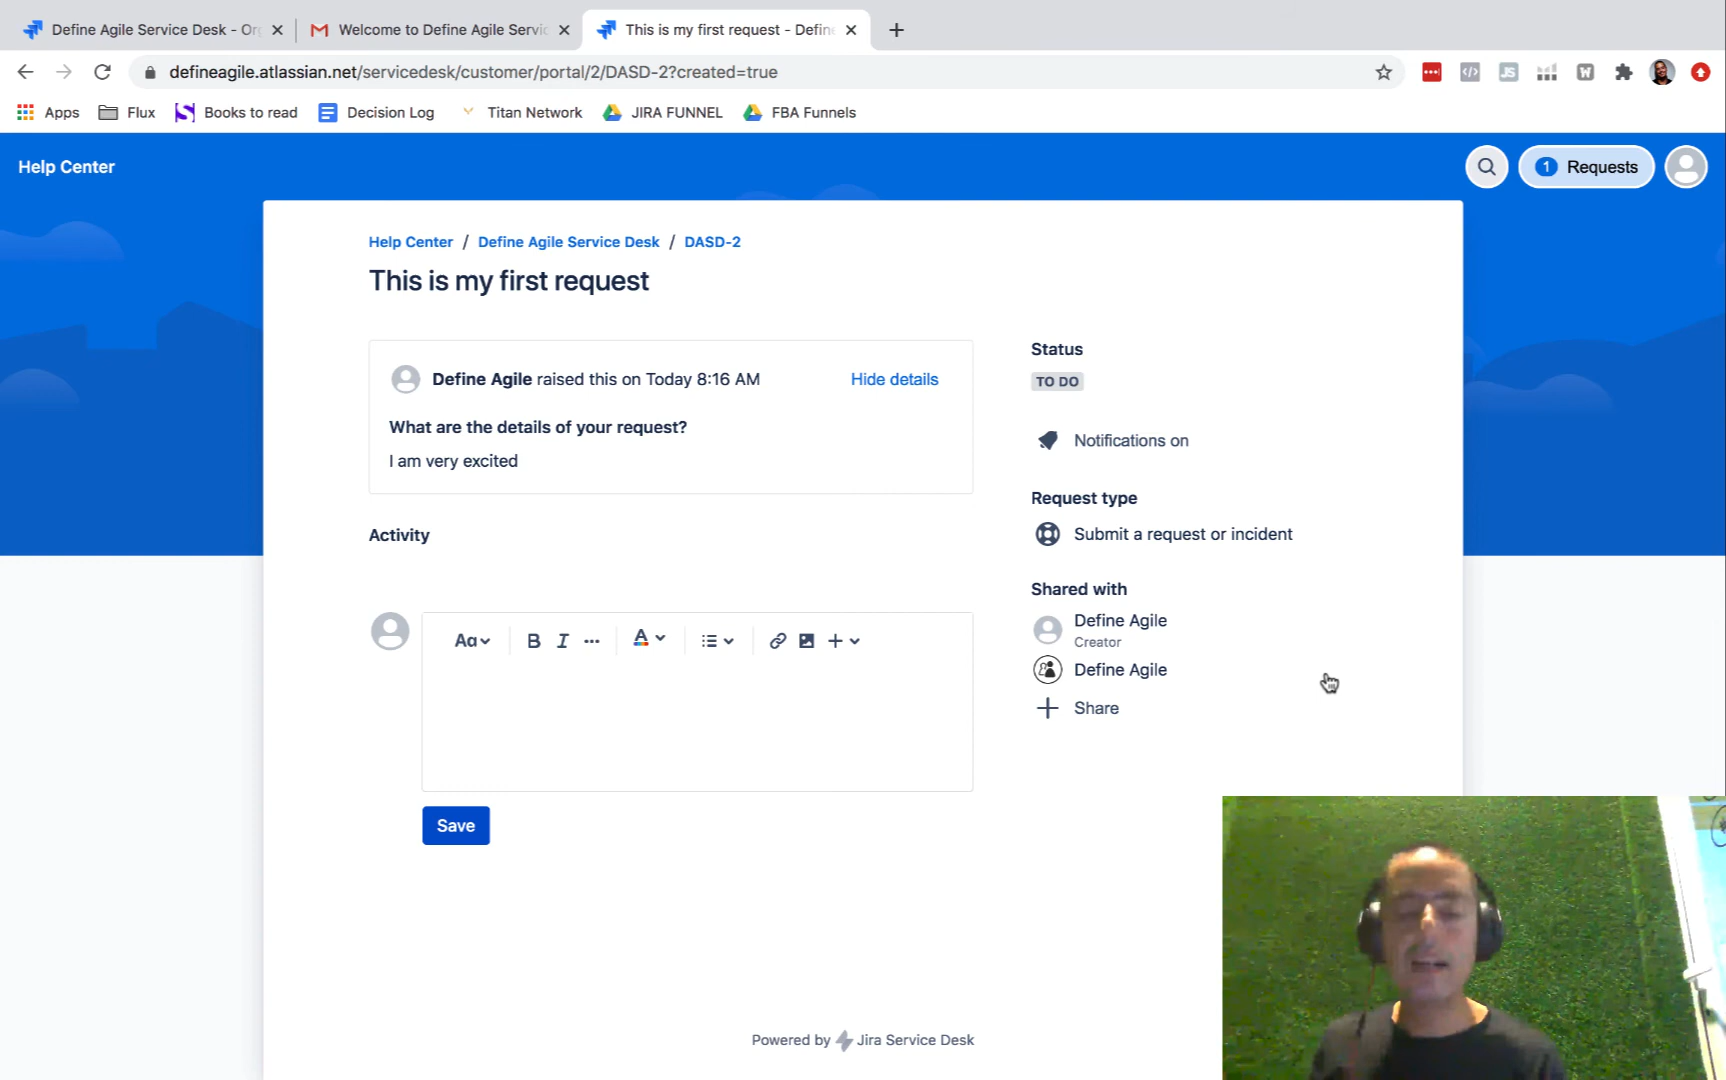 Define Agile Service Desk - Or
Welcome to Define Agile Servic
This is my first request - Defin
defineagile.atlassian.net/servicedesk/customer/portal/2/DASD-2?created=true
JS
W
Apps
Flux
Books to read
Decision Log
Titan Network
JIRA FUNNEL
FBA Funnels
Help Center
1 Requests
Help Center / Define Agile Service Desk / DASD-2
This is my first request
Define Agile raised this on Today 8:16 AM
Hide details
What are the details of your request?
I am very excited
Activity
Aa B I ... A
Save
Status
TO DO
Notifications on
Request type
Submit a request or incident
Shared with
Define Agile
Creator
Define Agile
Share
Powered by Jira Service Desk